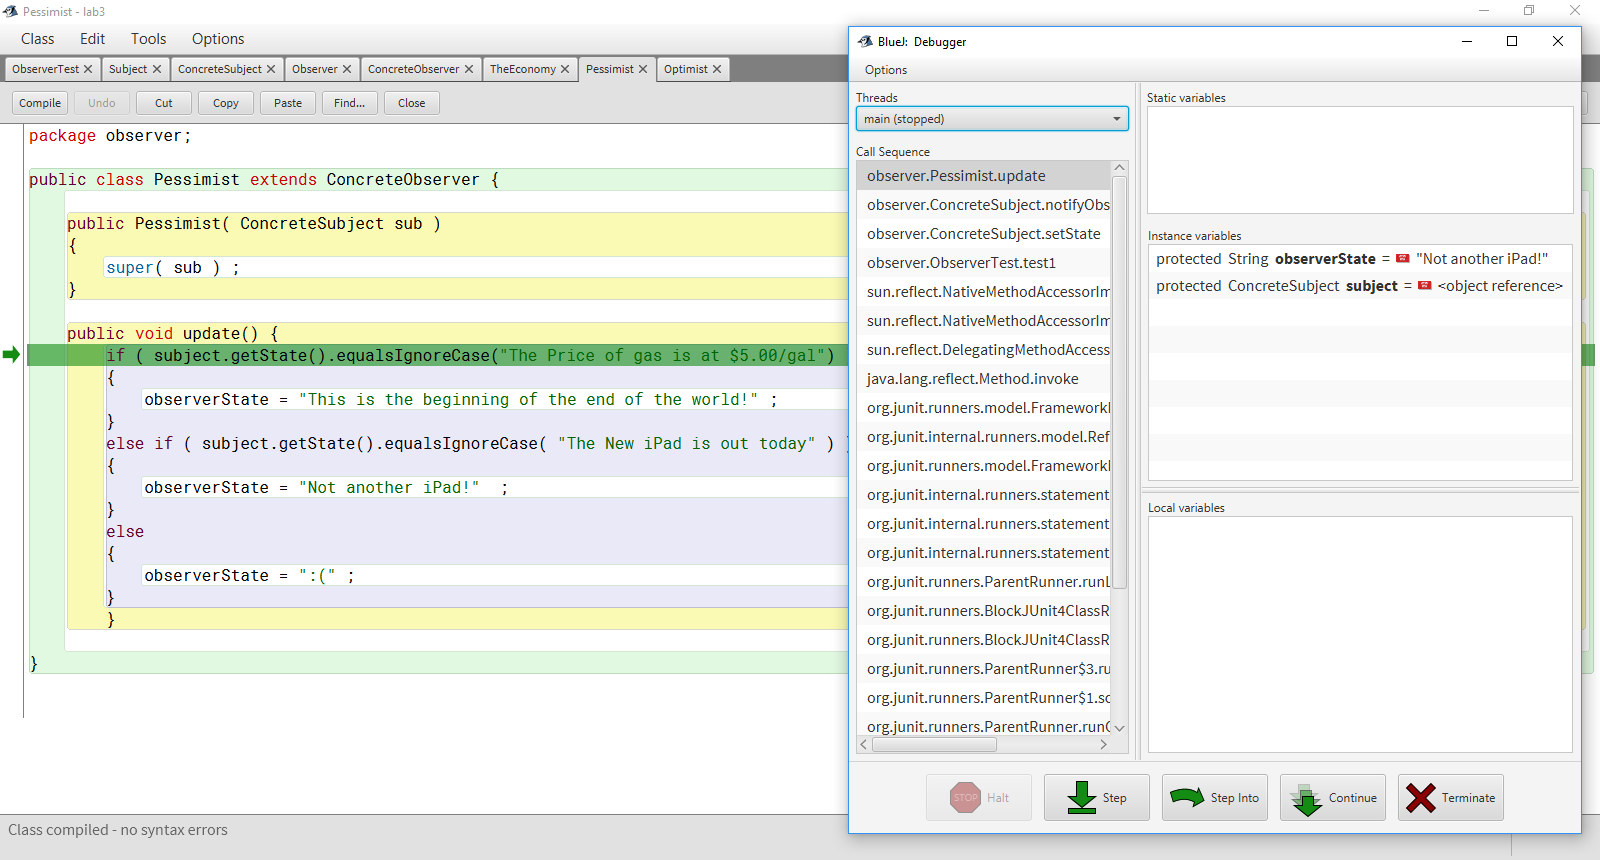 Pessimist - lab3
Class Edit Tools Options
ObserverTest Subject ConcreteSubject Observer ConcreteObserver TheEconomy Pessimist Optimist
Compile Undo Cut Copy Paste Find... Close
package observer;
public class Pessimist extends ConcreteObserver {
public Pessimist( ConcreteSubject sub )
{
super( sub ) ;
}
public void update() {
if ( subject.getState().equalsIgnoreCase("The Price of gas is at $5.00/gal")
{
observerState = "This is the beginning of the end of the world!" ;
}
else if ( subject.getState().equalsIgnoreCase( "The New iPad is out today" )
{
observerState = "Not another iPad!"  ;
}
else
{
observerState = ":(" ;
}
}
}
Class compiled - no syntax errors
BlueJ: Debugger
Options
Threads
main (stopped)
Call Sequence
observer.Pessimist.update
observer.ConcreteSubject.notifyObs
observer.ConcreteSubject.setState
observer.ObserverTest.test1
sun.reflect.NativeMethodAccessorIm
sun.reflect.NativeMethodAccessorIm
sun.reflect.DelegatingMethodAccess
java.lang.reflect.Method.invoke
org.junit.runners.model.Framework
org.junit.internal.runners.model.Ref
org.junit.runners.model.Framework
org.junit.internal.runners.statement
org.junit.internal.runners.statement
org.junit.internal.runners.statement
org.junit.runners.ParentRunner.runL
org.junit.runners.BlockJUnit4ClassR
org.junit.runners.BlockJUnit4ClassR
org.junit.runners.ParentRunner$3.ru
org.junit.runners.ParentRunner$1.sc
org.junit.runners.ParentRunner.runC
Static variables
Instance variables
protected String observerState = "Not another iPad!"
protected ConcreteSubject subject = <object reference>
Local variables
STOP Halt Step Step Into Continue Terminate